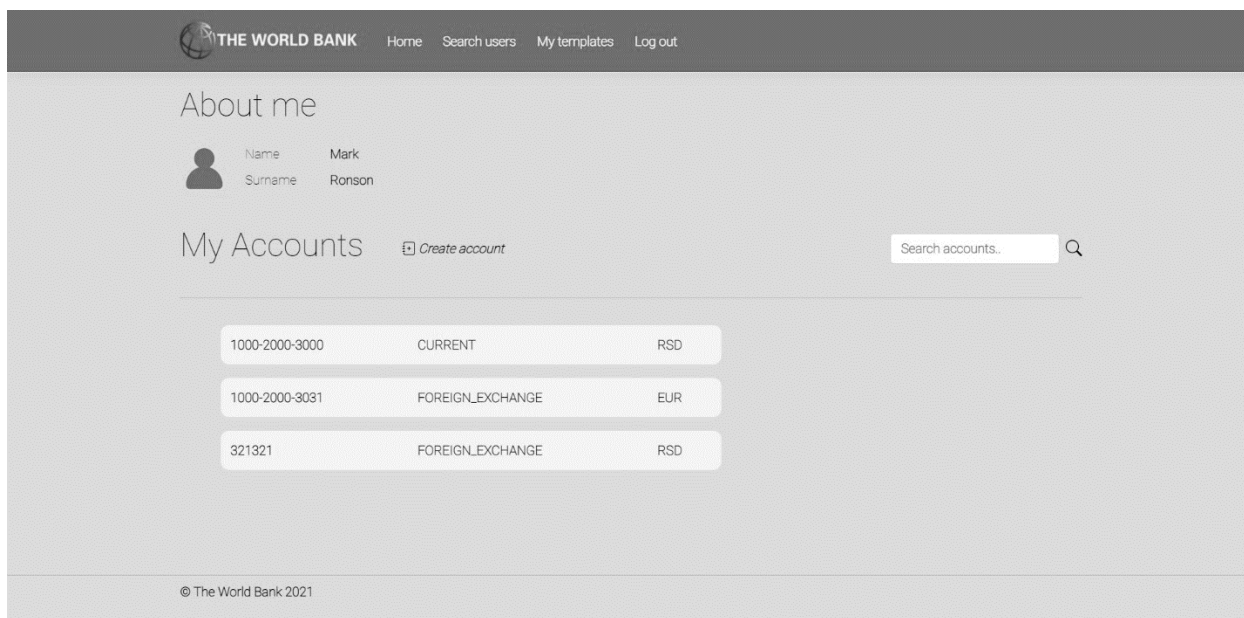 THE WORLD BANK Home Search users My templates Log out
About me
Name Mark
Surname Ronson
My Accounts Create account Search accounts..
1000-2000-3000 CURRENT RSD
1000-2000-3031 FOREIGN_EXCHANGE EUR
321321 FOREIGN_EXCHANGE RSD
© The World Bank 2021